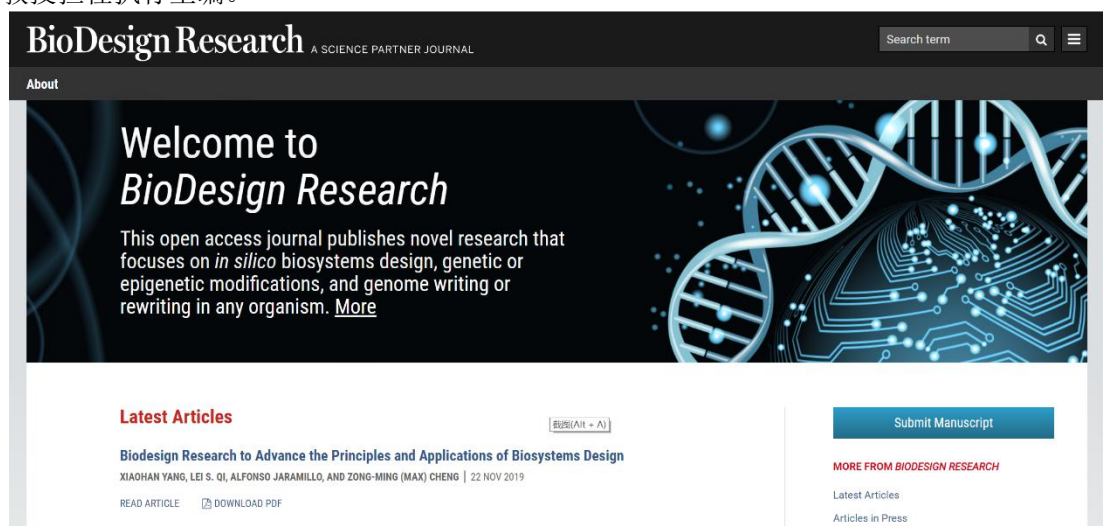 BioDesign Research A SCIENCE PARTNER JOURNAL
Search term
About
Welcome to
BioDesign Research
This open access journal publishes novel research that
focuses on in silico biosystems design, genetic or
epigenetic modifications, and genome writing or
rewriting in any organism. More
Latest Articles
截图(Alt + A)
Biodesign Research to Advance the Principles and Applications of Biosystems Design
XIAOHAN YANG, LEI S. QI, ALFONSO JARAMILLO, AND ZONG-MING (MAX) CHENG | 22 NOV 2019
READ ARTICLE DOWNLOAD PDF
Submit Manuscript
MORE FROM BIODESIGN RESEARCH
Latest Articles
Articles in Press